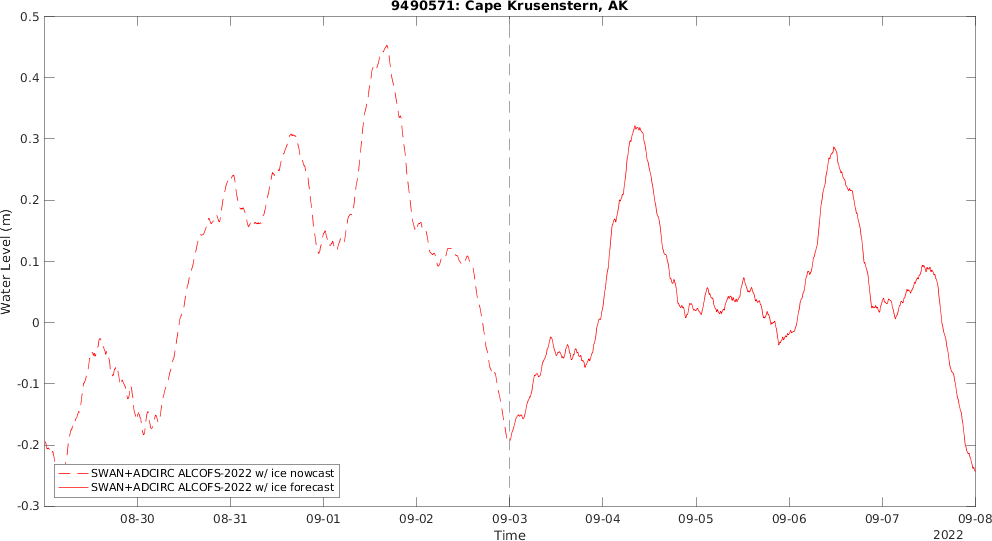 9490571: Cape Krusenstern, AK
0.5
0.4
0.3
0.2
0.1
0
-0.1
-0.2
-0.3
Water Level (m)
SWAN+ADCIRC ALCOFS-2022 w/ ice nowcast
SWAN+ADCIRC ALCOFS-2022 w/ ice forecast
08-30 08-31 09-01 09-02 09-03 09-04 09-05 09-06 09-07 09-08
Time
2022